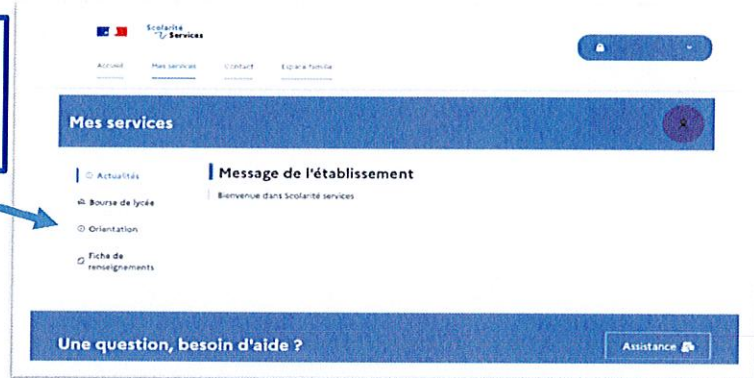 Scolarité
Services
Accueil Mes services Contact Espace famille
Mes services
Actualités
Message de l'établissement
Bienvenue dans Scolarité services
Bourse de lycée
Orientation
Fiche de
renseignements
Une question, besoin d'aide ?
Assistance